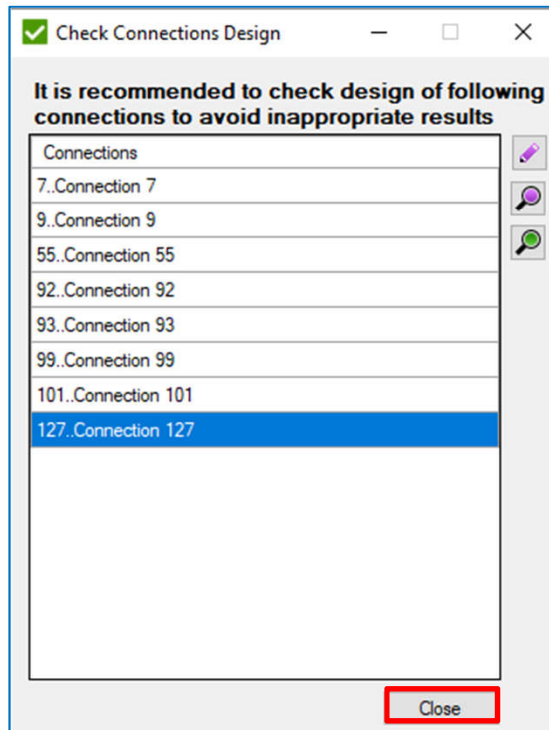 Check Connections Design
It is recommended to check design of following
connections to avoid inappropriate results
Connections
7..Connection 7
9..Connection 9
55..Connection 55
92..Connection 92
93..Connection 93
99..Connection 99
101..Connection 101
127..Connection 127
Close